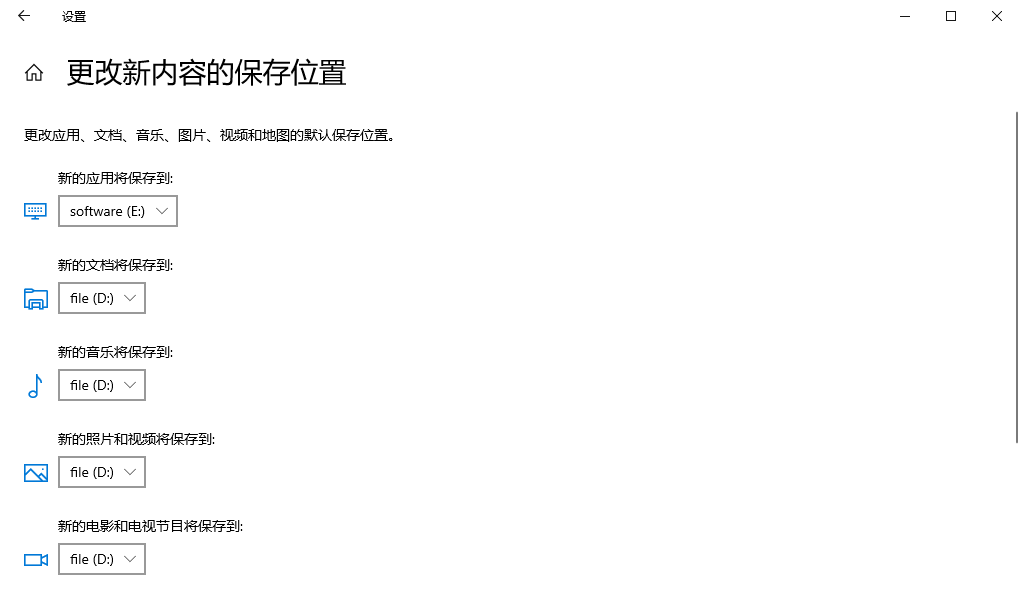 设置
更改新内容的保存位置
更改应用、文档、音乐、图片、视频和地图的默认保存位置。
新的应用将保存到:
software (E:)
新的文档将保存到:
file (D:)
新的音乐将保存到:
file (D:)
新的照片和视频将保存到:
file (D:)
新的电影和电视节目将保存到:
file (D:)